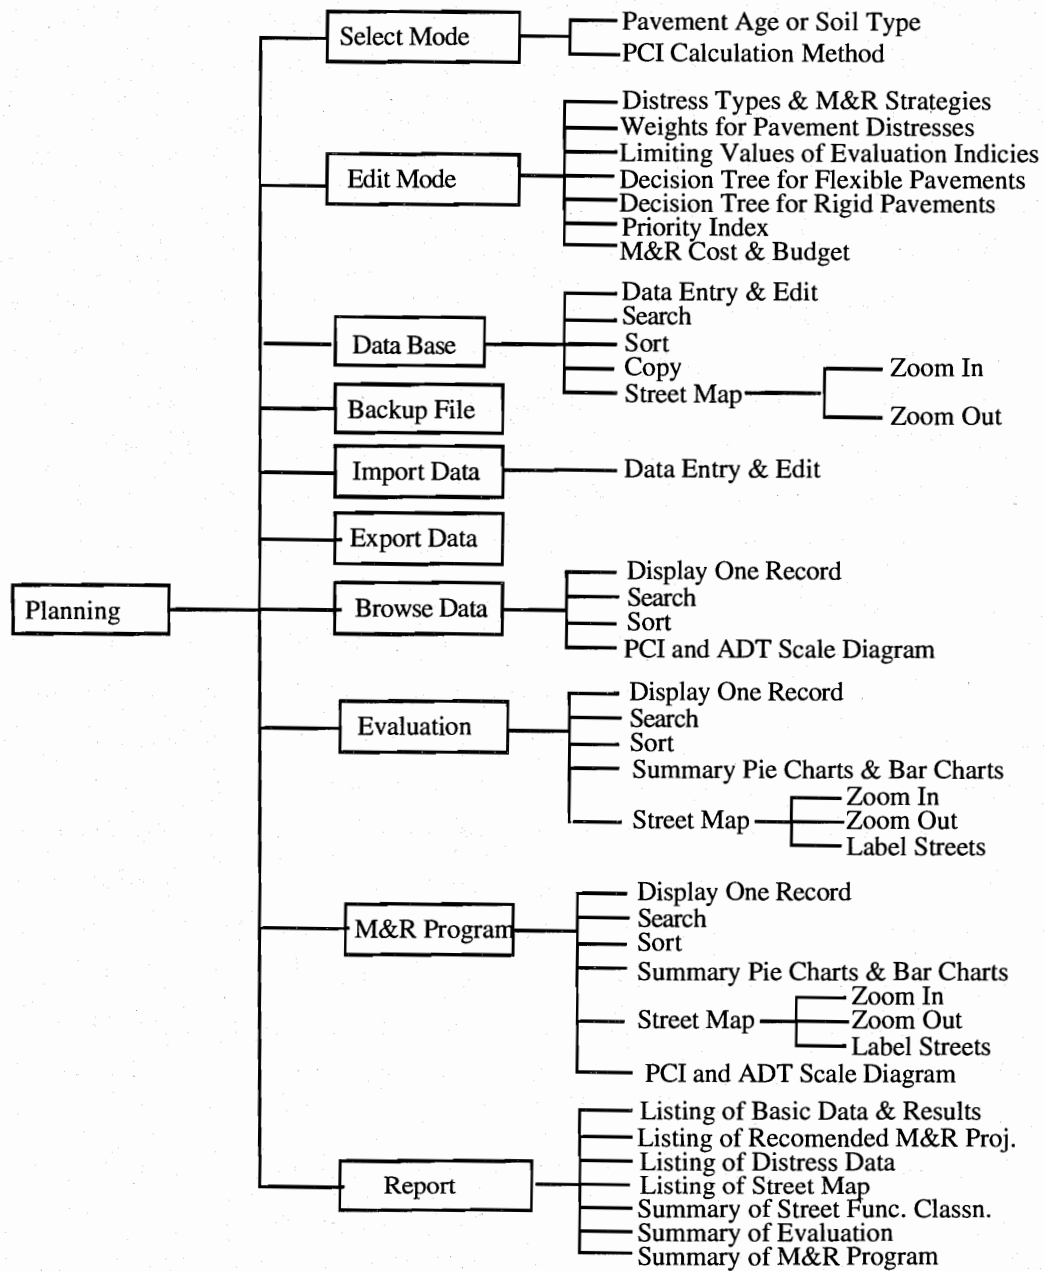 Select Mode
Pavement Age or Soil Type
PCI Calculation Method
Edit Mode
Distress Types & M&R Strategies
Weights for Pavement Distresses
Limiting Values of Evaluation Indicies
Decision Tree for Flexible Pavements
Decision Tree for Rigid Pavements
Priority Index
M&R Cost & Budget
Data Base
Data Entry & Edit
Search
Sort
Copy
Street Map
Zoom In
Zoom Out
Backup File
Import Data
Data Entry & Edit
Export Data
Planning
Browse Data
Display One Record
Search
Sort
PCI and ADT Scale Diagram
Evaluation
Display One Record
Search
Sort
Summary Pie Charts & Bar Charts
Street Map
Zoom In
Zoom Out
Label Streets
M&R Program
Display One Record
Search
Sort
Summary Pie Charts & Bar Charts
Street Map
Zoom In
Zoom Out
Label Streets
PCI and ADT Scale Diagram
Report
Listing of Basic Data & Results
Listing of Recomended M&R Proj.
Listing of Distress Data
Listing of Street Map
Summary of Street Func. Classn.
Summary of Evaluation
Summary of M&R Program